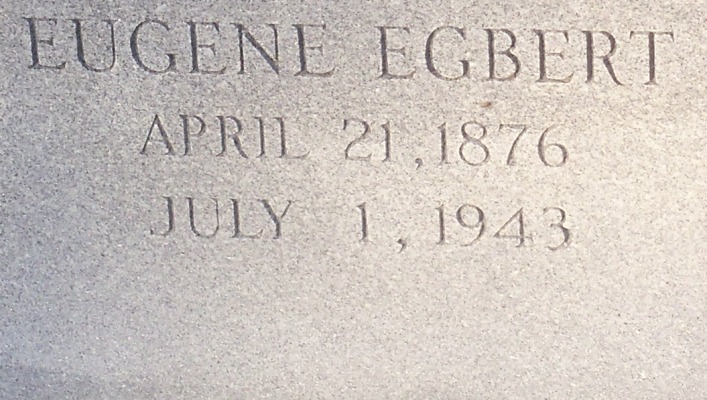 EUGENE EGBERT
APRIL 21, 1876
JULY 1, 1943